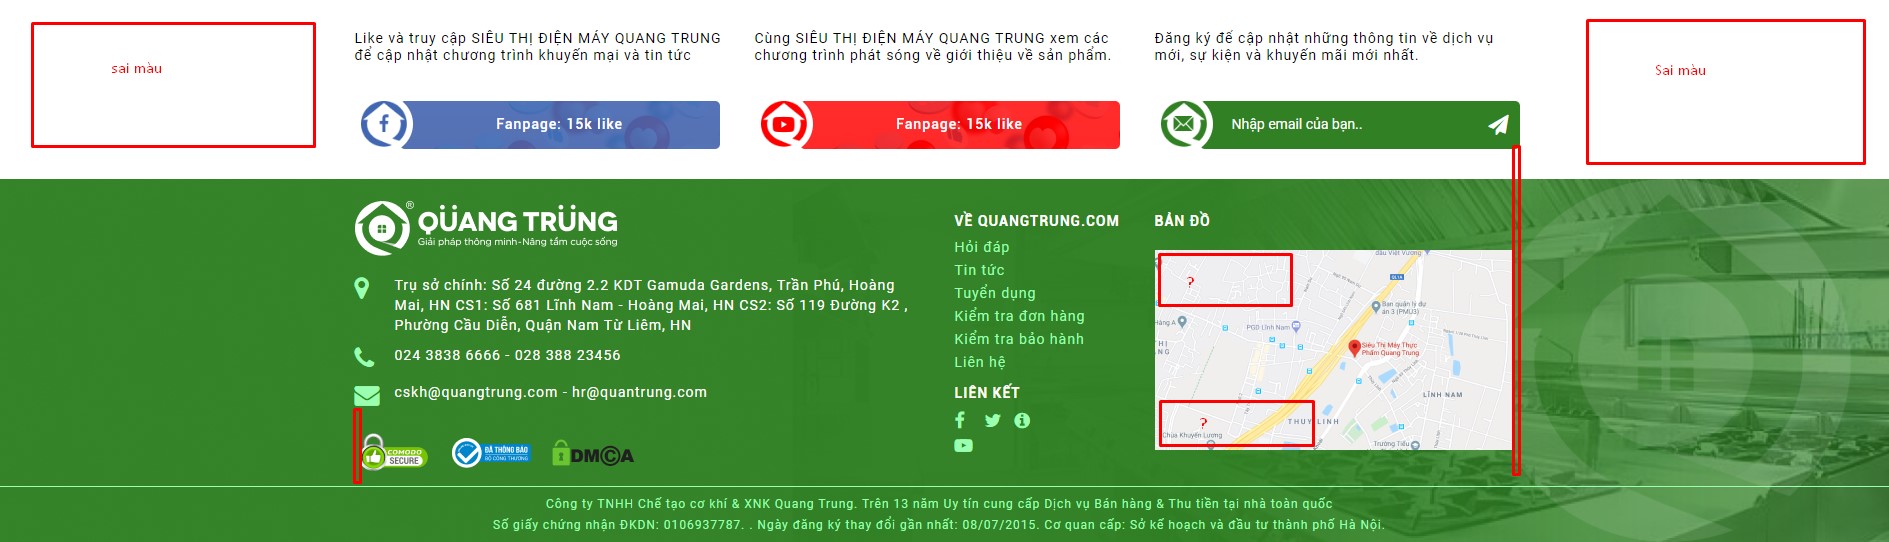 sai màu
Like và truy cập SIÊU THỊ ĐIỆN MÁY QUANG TRUNG
để cập nhật chương trình khuyến mại và tin tức
Fanpage: 15k like
Cùng SIÊU THỊ ĐIỆN MÁY QUANG TRUNG xem các
chương trình phát sóng về giới thiệu về sản phẩm.
Fanpage: 15k like
Đăng ký để cập nhật những thông tin về dịch vụ
mới, sự kiện và khuyến mãi mới nhất.
Nhập email của bạn..
Sai màu
QUANG TRUNG ®
Giải pháp thông minh-Nâng tầm cuộc sống
Trụ sở chính: Số 24 đường 2.2 KDT Gamuda Gardens, Trần Phú, Hoàng
Mai, HN CS1: Số 681 Lĩnh Nam - Hoàng Mai, HN CS2: Số 119 Đường K2 ,
Phường Cầu Diễn, Quận Nam Từ Liêm, HN
024 3838 6666 - 028 388 23456
cskh@quangtrung.com - hr@quantrung.com
COMODO
SECURE
ĐÃ THÔNG BÁO
BỘ CÔNG THƯƠNG
DMCA
VỀ QUANGTRUNG.COM
Hỏi đáp
Tin tức
Tuyển dụng
Kiểm tra đơn hàng
Kiểm tra bảo hành
Liên hệ
LIÊN KẾT
BẢN ĐỒ
đầu Việt Vương
?
QL1A
Ban quản lý dự
án 3 (PMU3)
Hàng A
PGD Lĩnh Nam
THỊ
Siêu Thị Máy Thực
Phẩm Quang Trung
LĨNH NAM
?
THUY LINH
Chùa Khuyến Lương
Trường Tiểu
Công ty TNHH Chế tạo cơ khí & XNK Quang Trung. Trên 13 năm Uy tín cung cấp Dịch vụ Bán hàng & Thu tiền tại nhà toàn quốc
Số giấy chứng nhận ĐKDN: 0106937787. . Ngày đăng ký thay đổi gần nhất: 08/07/2015. Cơ quan cấp: Sở kế hoạch và đầu tư thành phố Hà Nội.